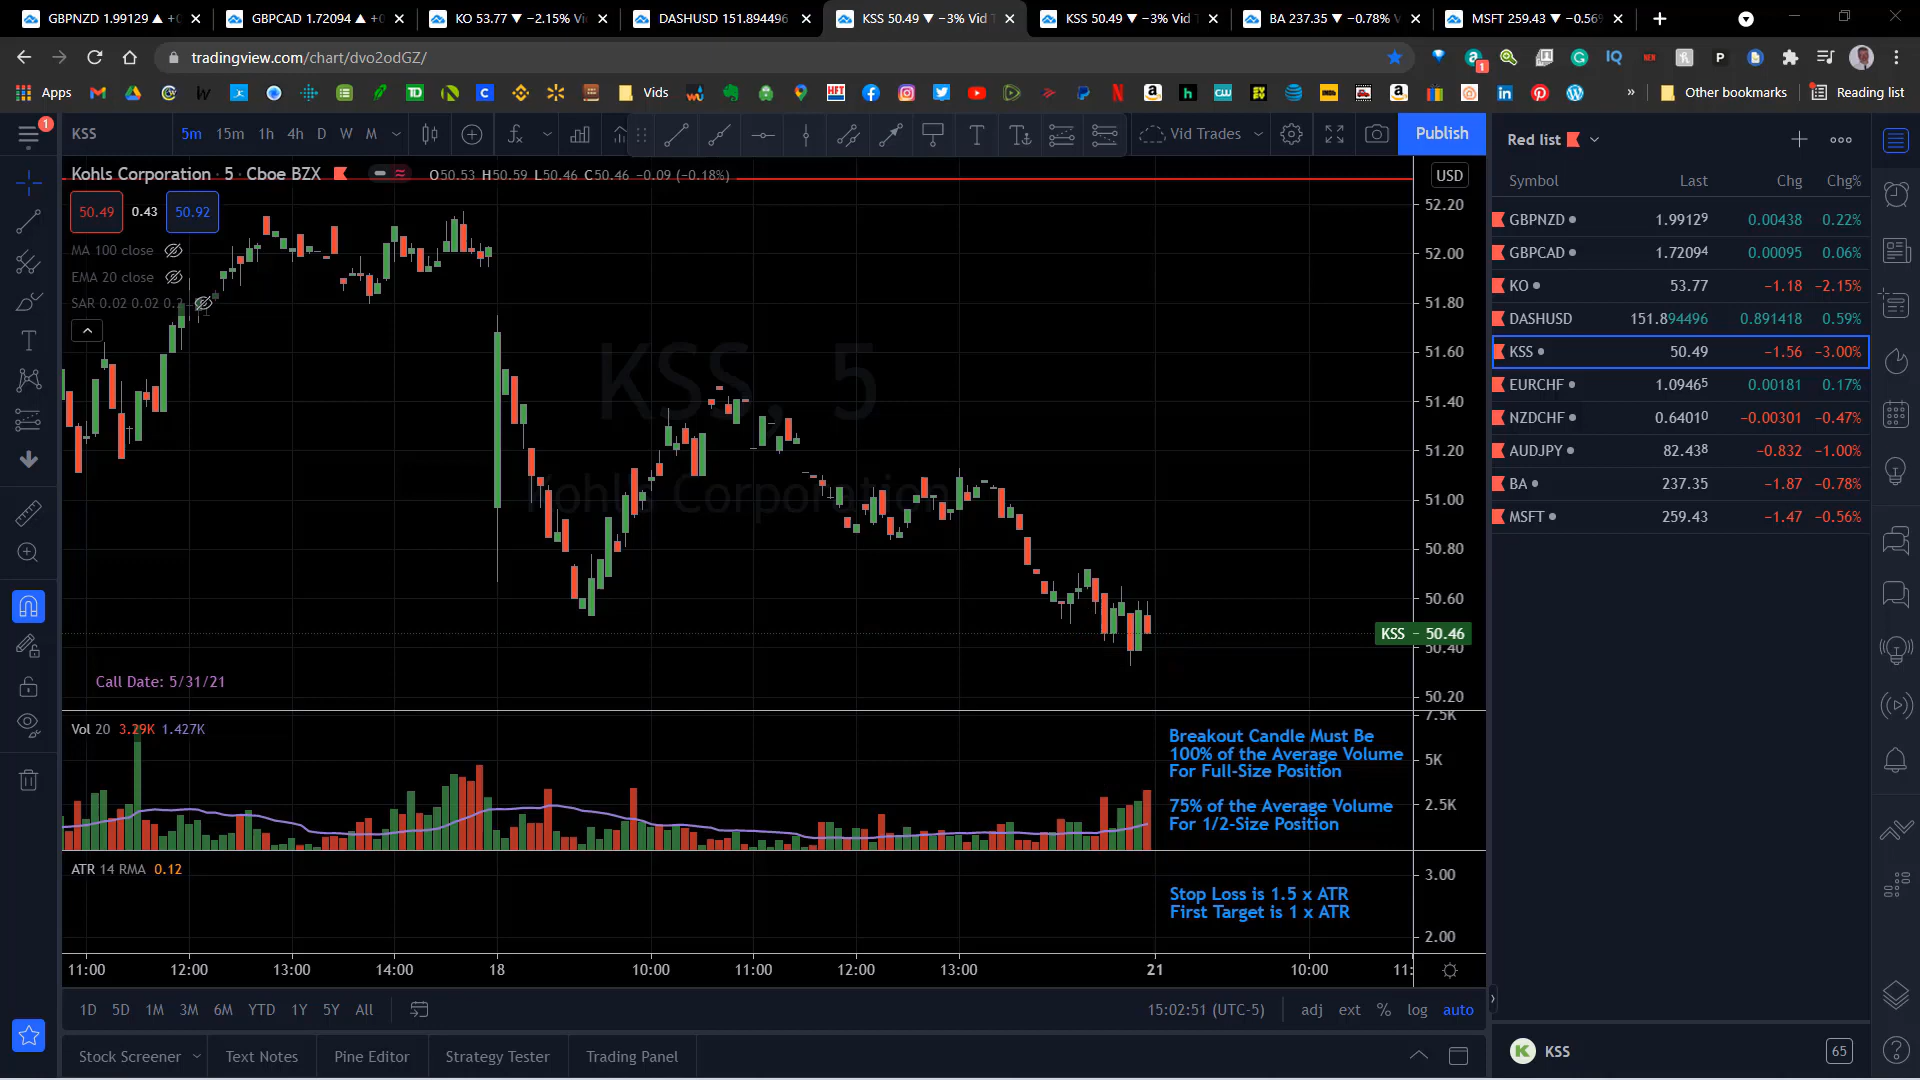 GBPNZD 1.99129 ▲ +0
GBPCAD 1.72094 ▲ +0
KO 53.77 ▼ −2.15% Vi
DASHUSD 151.894496
KSS 50.49 ▼ −3% Vid T
KSS 50.49 ▼ −3% Vid T
BA 237.35 ▼ −0.78% V
MSFT 259.43 ▼ −0.56%
tradingview.com/chart/dvo2odGZ/
Apps
Vids
»
Other bookmarks
Reading list
KSS
5m 15m 1h 4h D W M
Vid Trades
Publish
Kohls Corporation · 5 · Cboe BZX
O50.53 H50.59 L50.46 C50.46 −0.09 (−0.18%)
USD
50.49 0.43 50.92
MA 100 close
EMA 20 close
SAR 0.02 0.02 0.2
52.20
52.00
51.80
51.60
51.40
51.20
51.00
50.80
50.60
KSS − 50.46
50.40
50.20
KSS, 5
Kohls Corporation
Call Date: 5/31/21
Vol 20 3.29K 1.427K
7.5K
5K
2.5K
Breakout Candle Must Be
100% of the Average Volume
For Full-Size Position
75% of the Average Volume
For 1/2-Size Position
ATR 14 RMA 0.12
3.00
2.00
Stop Loss is 1.5 x ATR
First Target is 1 x ATR
11:00 12:00 13:00 14:00 18 10:00 11:00 12:00 13:00 21 10:00 11:
1D 5D 1M 3M 6M YTD 1Y 5Y All
15:02:51 (UTC-5)
adj ext % log auto
Stock Screener
Text Notes
Pine Editor
Strategy Tester
Trading Panel
Red list
Symbol Last Chg Chg%
GBPNZD 1.99129 0.00438 0.22%
GBPCAD 1.72094 0.00095 0.06%
KO 53.77 −1.18 −2.15%
DASHUSD 151.894496 0.891418 0.59%
KSS 50.49 −1.56 −3.00%
EURCHF 1.09465 0.00181 0.17%
NZDCHF 0.64010 −0.00301 −0.47%
AUDJPY 82.438 −0.832 −1.00%
BA 237.35 −1.87 −0.78%
MSFT 259.43 −1.47 −0.56%
KSS
65